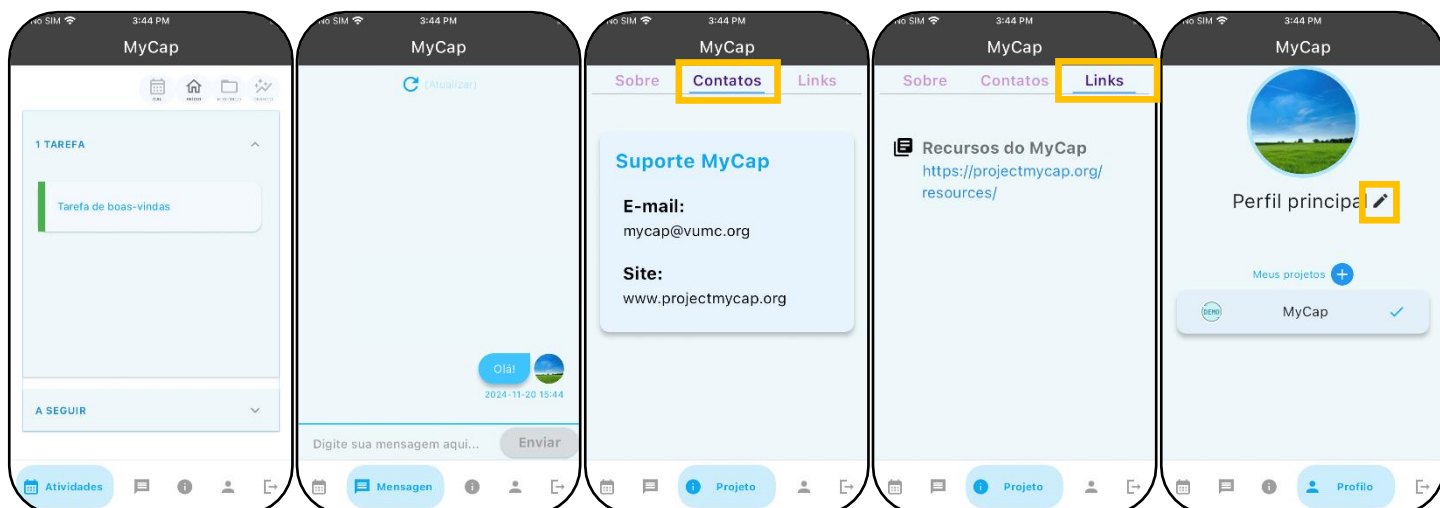 No SIM 3:44 PM
MyCap
1 TAREFA
Tarefa de boas-vindas
A SEGUIR
Atividades
No SIM 3:44 PM
MyCap
(Atualizar)
Olá!
2024-11-20 15:44
Digite sua mensagem aqui... Enviar
Mensagen
No SIM 3:44 PM
MyCap
Sobre Contatos Links
Suporte MyCap
E-mail:
mycap@vumc.org
Site:
www.projectmycap.org
Projeto
No SIM 3:44 PM
MyCap
Sobre Contatos Links
Recursos do MyCap
https://projectmycap.org/
resources/
Projeto
No SIM 3:44 PM
MyCap
Perfil principal
Meus projetos
DEMO MyCap
Profilo